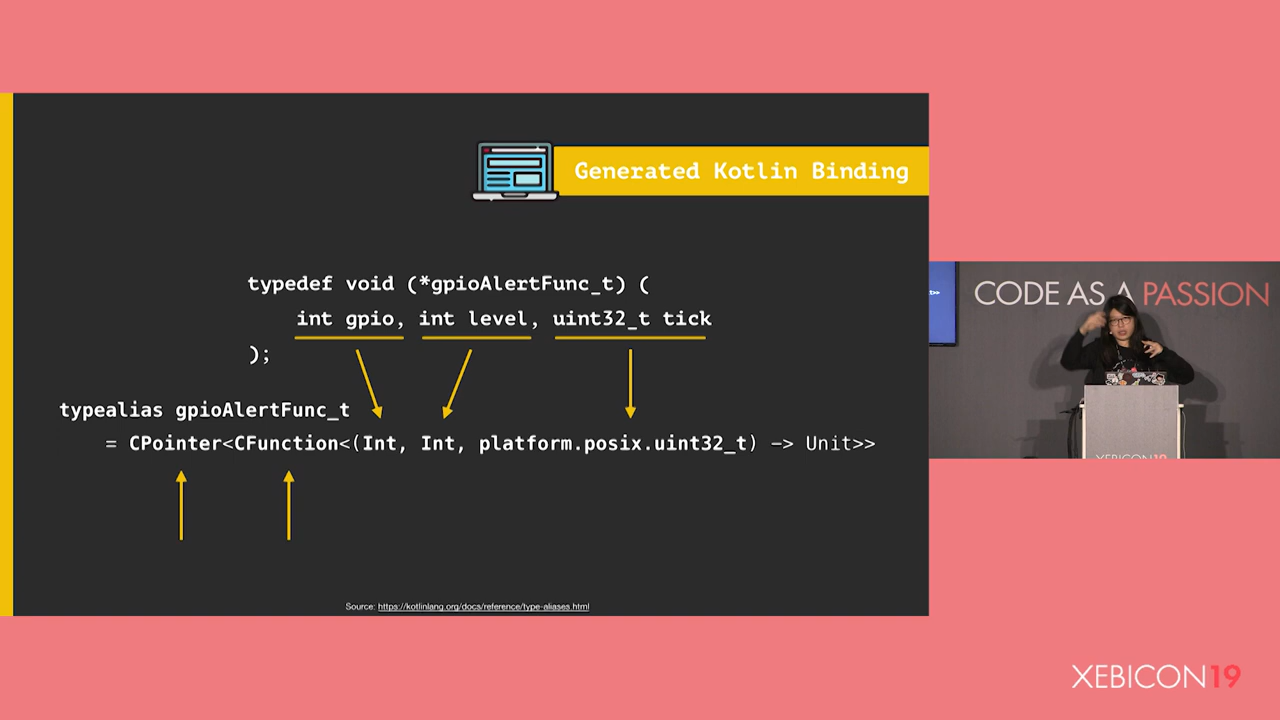 Generated Kotlin Binding
typedef void (*gpioAlertFunc_t) (
int gpio, int level, uint32_t tick
);
typealias gpioAlertFunc_t
= CPointer<CFunction<(Int, Int, platform.posix.uint32_t) -> Unit>>
Source: https://kotlinlang.org/docs/reference/type-aliases.html
CODE AS A PASSION
XEBICON19
XEBICON19